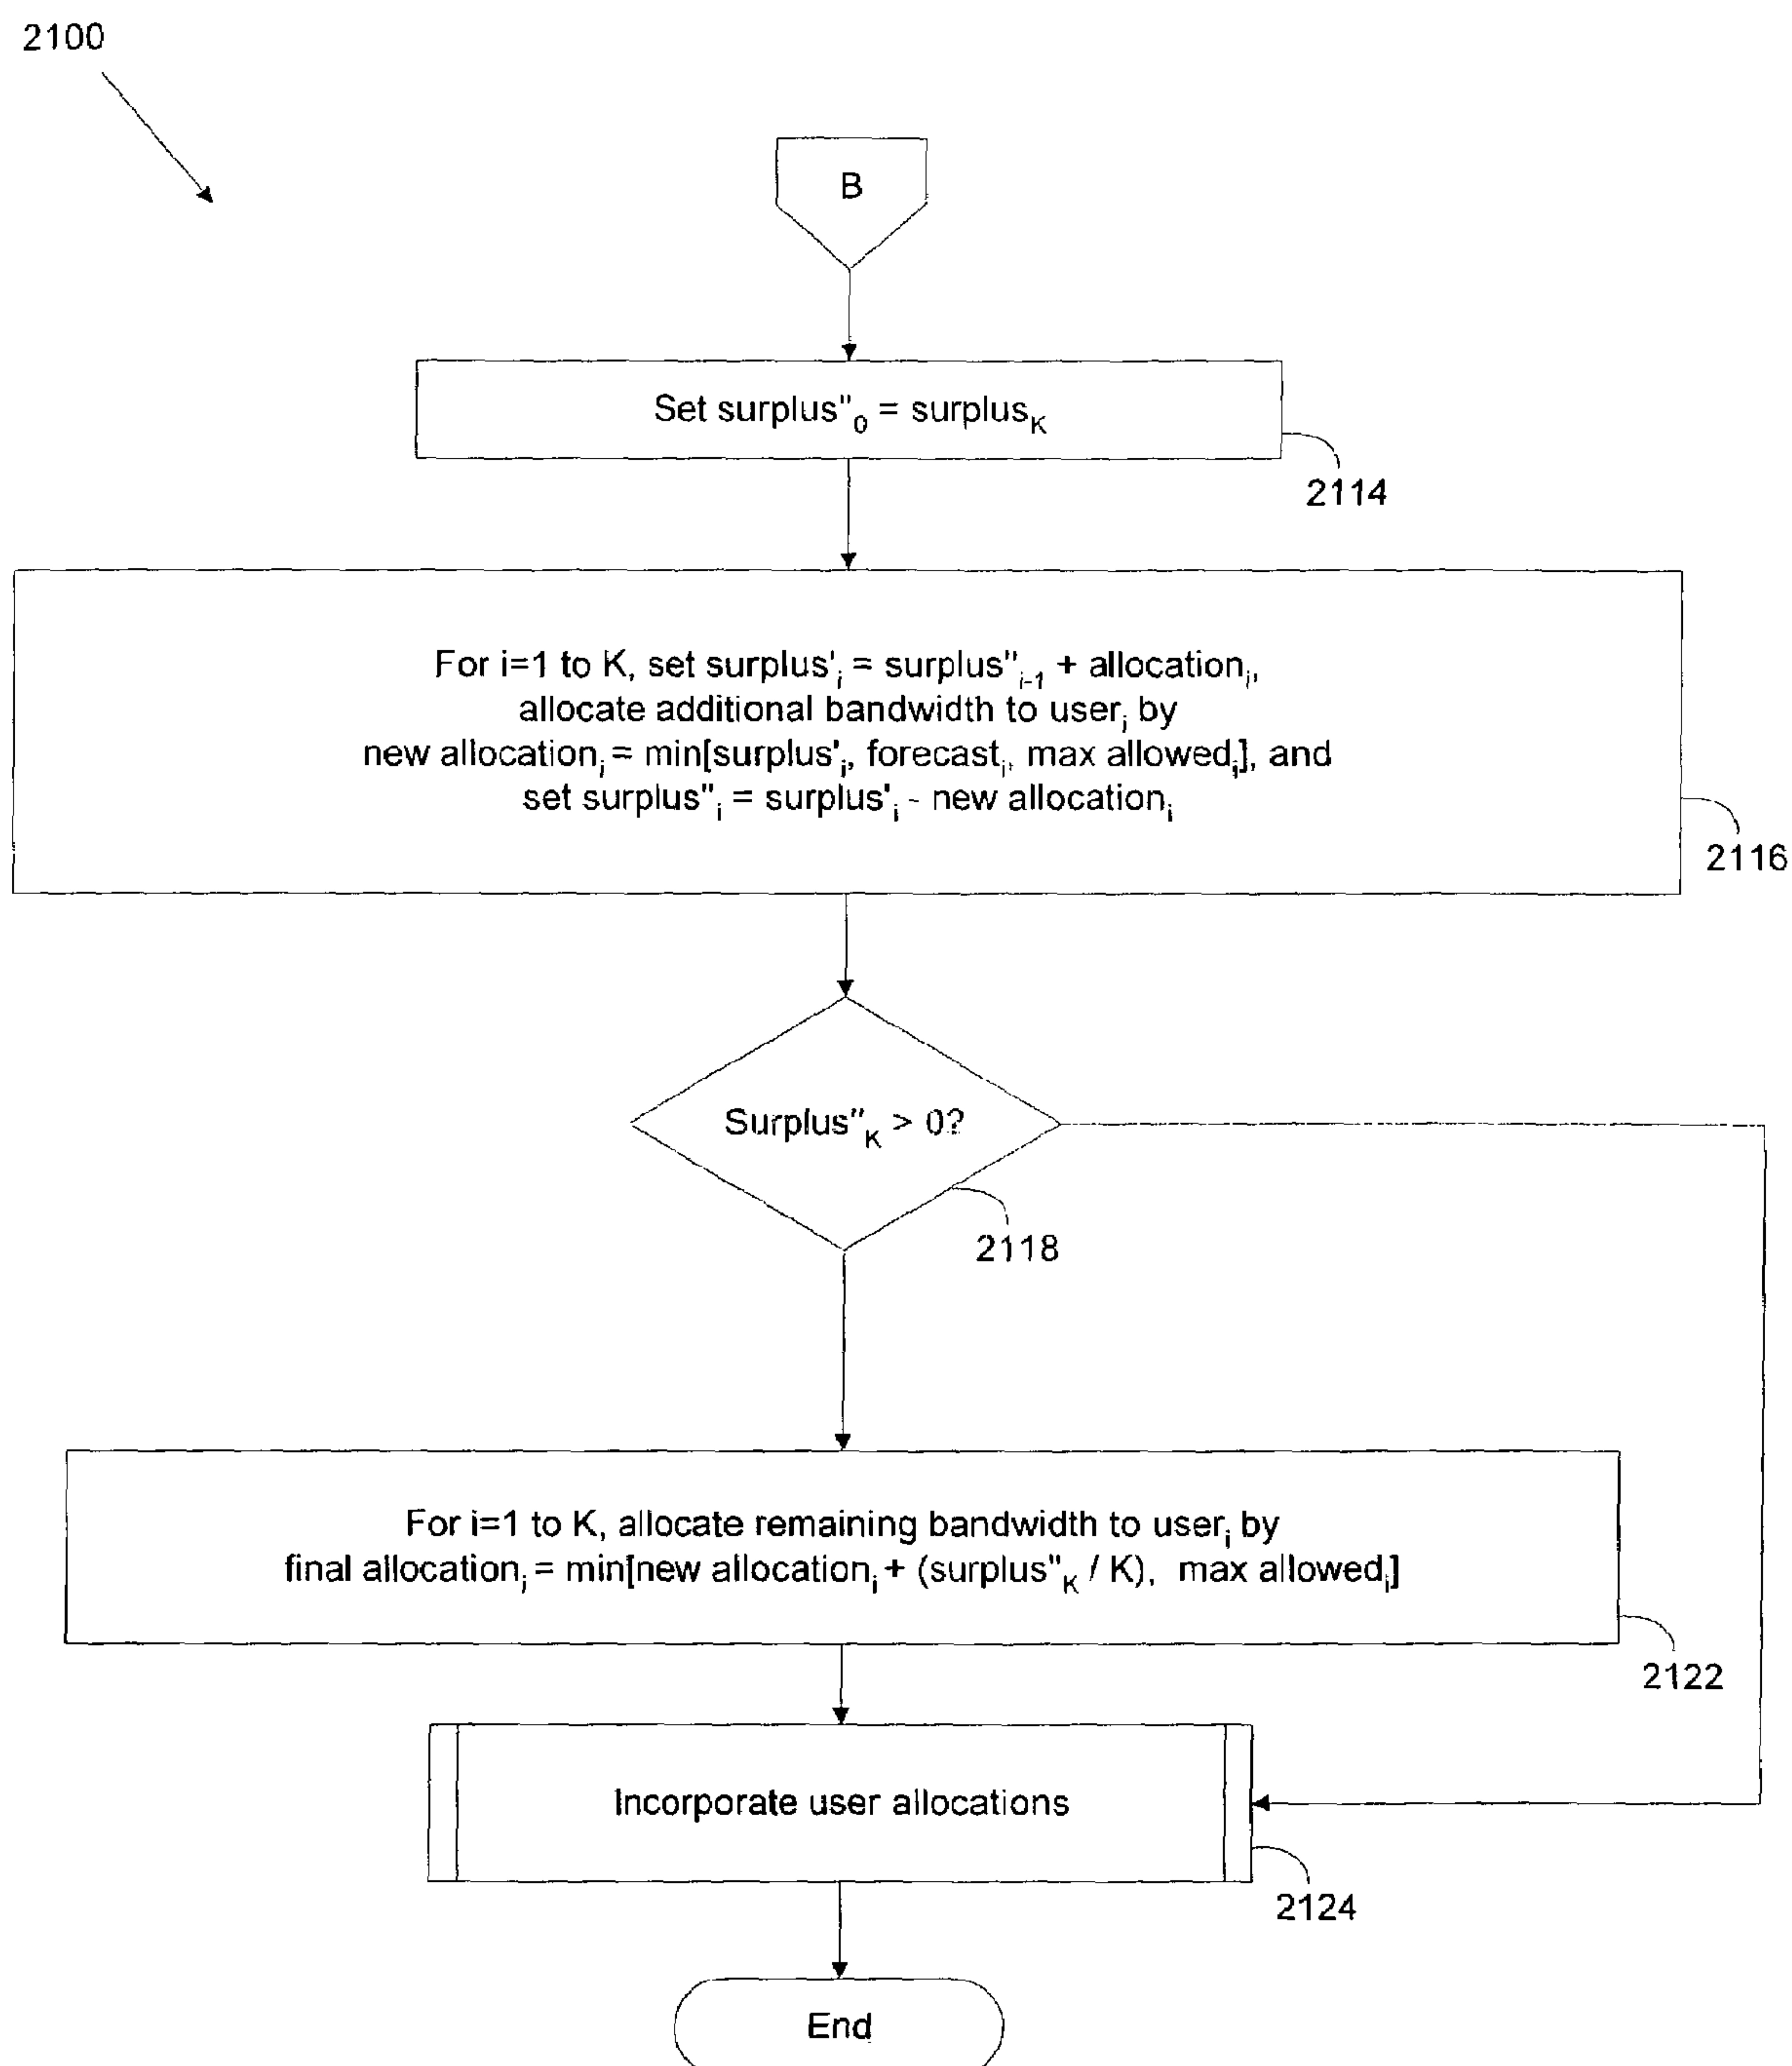 2100
B
Set surplus"₀ = surplusK
2114
For i=1 to K, set surplus'ᵢ = surplus"ᵢ₋₁ + allocationᵢ,
allocate additional bandwidth to userᵢ by
new allocationᵢ = min[surplus'ᵢ, forecastᵢ, max allowedᵢ], and
set surplus"ᵢ = surplus'ᵢ - new allocationᵢ
2116
Surplus"K > 0?
2118
For i=1 to K, allocate remaining bandwidth to userᵢ by
final allocationᵢ = min[new allocationᵢ + (surplus"K / K), max allowedᵢ]
2122
Incorporate user allocations
2124
End